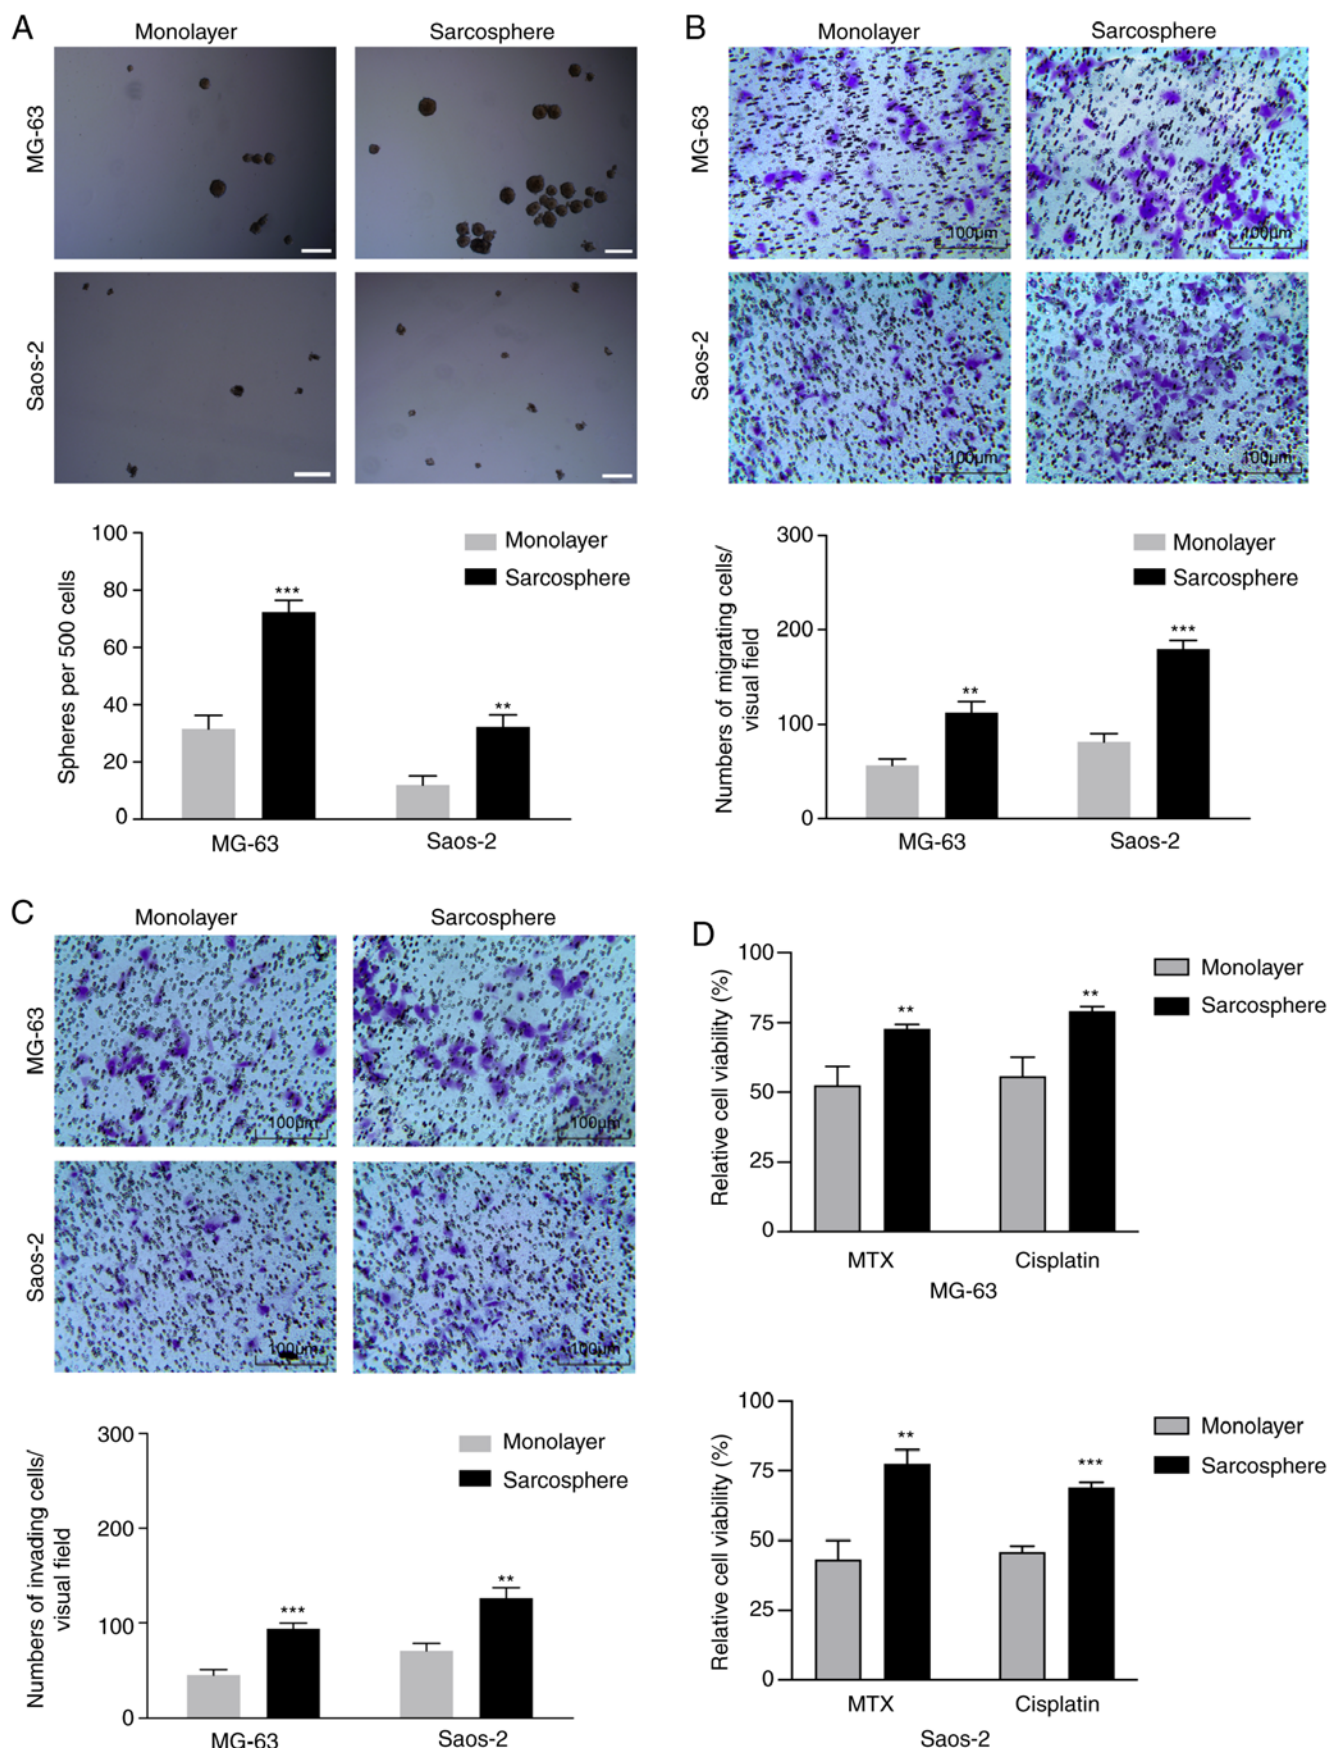 A
Monolayer
Sarcosphere
MG-63
Saos-2
Spheres per 500 cells
100
80
60
40
20
0
***
**
Monolayer
Sarcosphere
MG-63
Saos-2
B
Monolayer
Sarcosphere
MG-63
100µm
100µm
Saos-2
100µm
100µm
Numbers of migrating cells/
visual field
300
200
100
0
**
***
Monolayer
Sarcosphere
MG-63
Saos-2
C
Monolayer
Sarcosphere
MG-63
100µm
100µm
Saos-2
100µm
100µm
Numbers of invading cells/
visual field
300
200
100
0
***
**
Monolayer
Sarcosphere
MG-63
Saos-2
D
Relative cell viability (%)
100
75
50
25
0
**
**
Monolayer
Sarcosphere
MTX
Cisplatin
MG-63
Relative cell viability (%)
100
75
50
25
0
**
***
Monolayer
Sarcosphere
MTX
Cisplatin
Saos-2